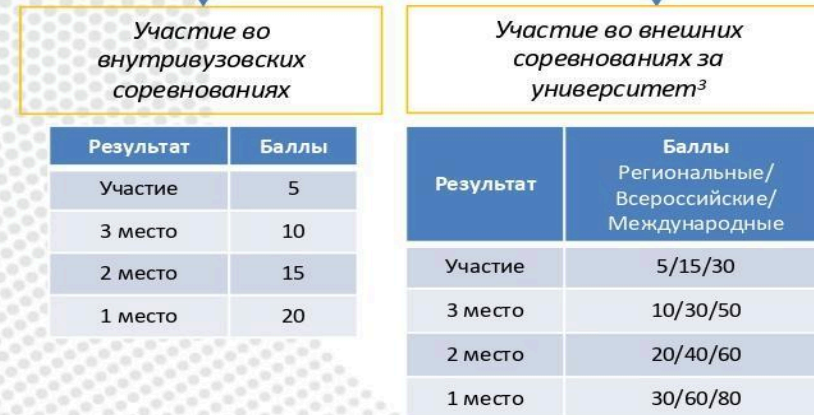 Участие во
внутривузовских
соревнованиях
Результат Баллы
Участие 5
3 место 10
2 место 15
1 место 20
Участие во внешних
соревнованиях за
университет³
Результат Баллы
Региональные/
Всероссийские/
Международные
Участие 5/15/30
3 место 10/30/50
2 место 20/40/60
1 место 30/60/80